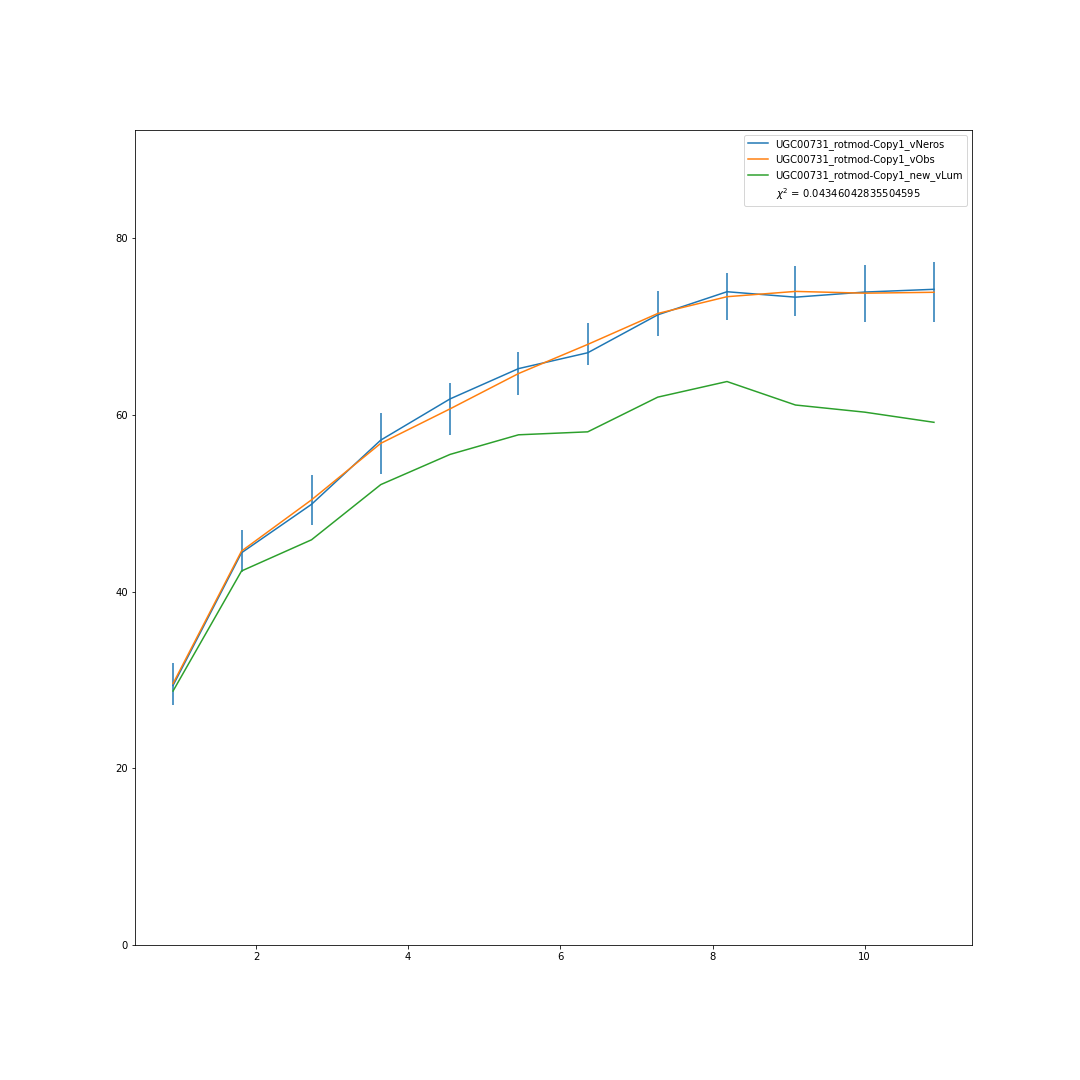 UGC00731_rotmod-Copy1_vNeros
UGC00731_rotmod-Copy1_vObs
UGC00731_rotmod-Copy1_new_vLum
χ² = 0.04346042835504595
80
60
40
20
0
2 4 6 8 10